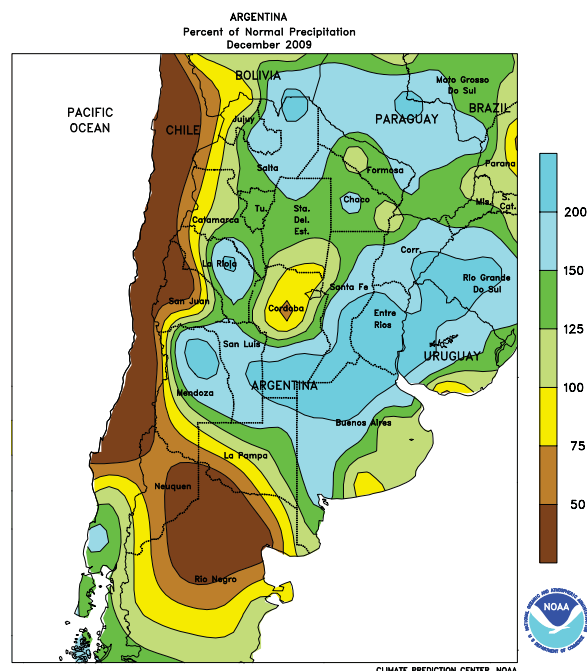 ARGENTINA
Percent of Normal Precipitation
December 2009
BOLIVIA
Mato Grosso
Do Sul
PACIFIC
OCEAN
CHILE
Jujuy
PARAGUAY
BRAZIL
Salta
Formosa
Parana
Tu.
Sta.
Del.
Est.
Chaco
Mis.
S.
Cat.
Catamarca
Corr.
La Rioja
Rio Grande
Do Sul
San Juan
Santa Fe
Cordoba
Entre
Rios
San Luis
URUGUAY
Mendoza
ARGENTINA
Buenos Aires
La Pampa
Neuquen
Rio Negro
200
150
125
100
75
50
NOAA
CLIMATE PREDICTION CENTER, NOAA